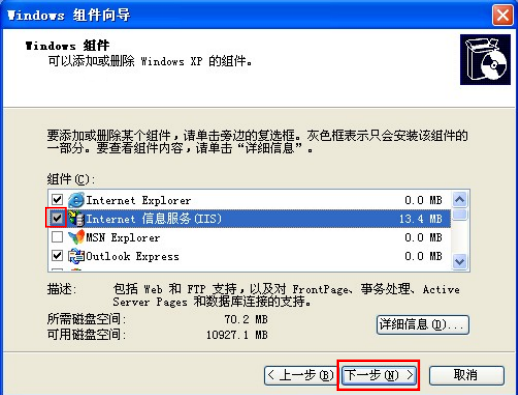 Windows 组件向导
Windows 组件
可以添加或删除 Windows XP 的组件。
要添加或删除某个组件，请单击旁边的复选框。灰色框表示只会安装该组件的
一部分。要查看组件内容，请单击“详细信息”。
组件(C):
Internet Explorer 0.0 MB
Internet 信息服务(IIS) 13.4 MB
MSN Explorer 0.0 MB
Outlook Express 0.0 MB
描述: 包括 Web 和 FTP 支持，以及对 FrontPage、事务处理、Active
Server Pages 和数据库连接的支持。
所需磁盘空间: 70.2 MB
可用磁盘空间: 10927.1 MB
详细信息(D)...
< 上一步(B) 下一步(N) > 取消